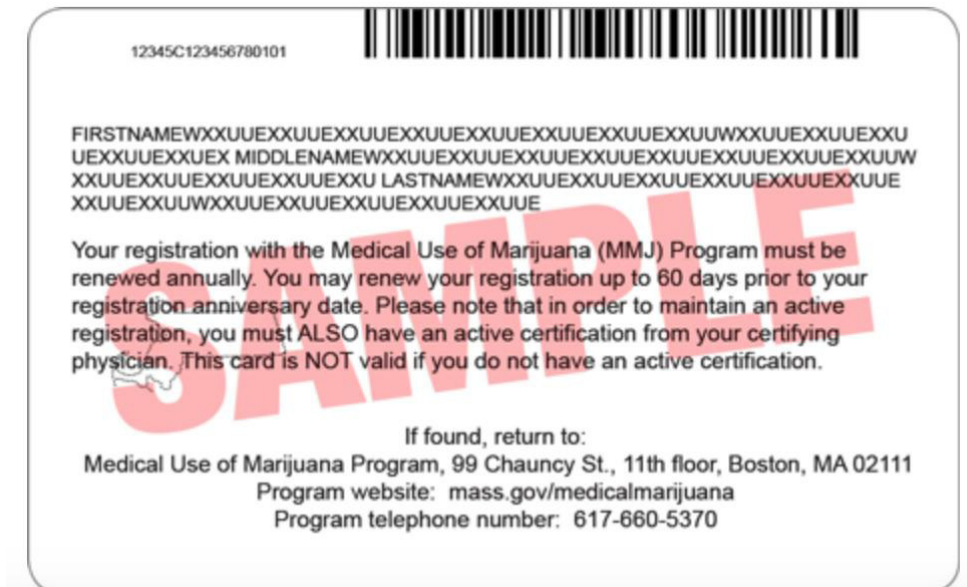 12345C123456780101
FIRSTNAMEWXXUUEXXUUEXXUUEXXUUEXXUUEXXUUEXXUUEXXUUWXXUUEXXUUEXXU
UEXXUUEXXUEX MIDDLENAMEWXXUUEXXUUEXXUUEXXUUEXXUUEXXUUEXXUUEXXUUW
XXUUEXXUUEXXUUEXXUUEXXU LASTNAMEWXXUUEXXUUEXXUUEXXUUEXXUUEXXUUE
XXUUEXXUUWXXUUEXXUUEXXUUEXXUUEXXUUE
Your registration with the Medical Use of Marijuana (MMJ) Program must be
renewed annually. You may renew your registration up to 60 days prior to your
registration anniversary date. Please note that in order to maintain an active
registration, you must ALSO have an active certification from your certifying
physician. This card is NOT valid if you do not have an active certification.
SAMPLE
If found, return to:
Medical Use of Marijuana Program, 99 Chauncy St., 11th floor, Boston, MA 02111
Program website: mass.gov/medicalmarijuana
Program telephone number: 617-660-5370